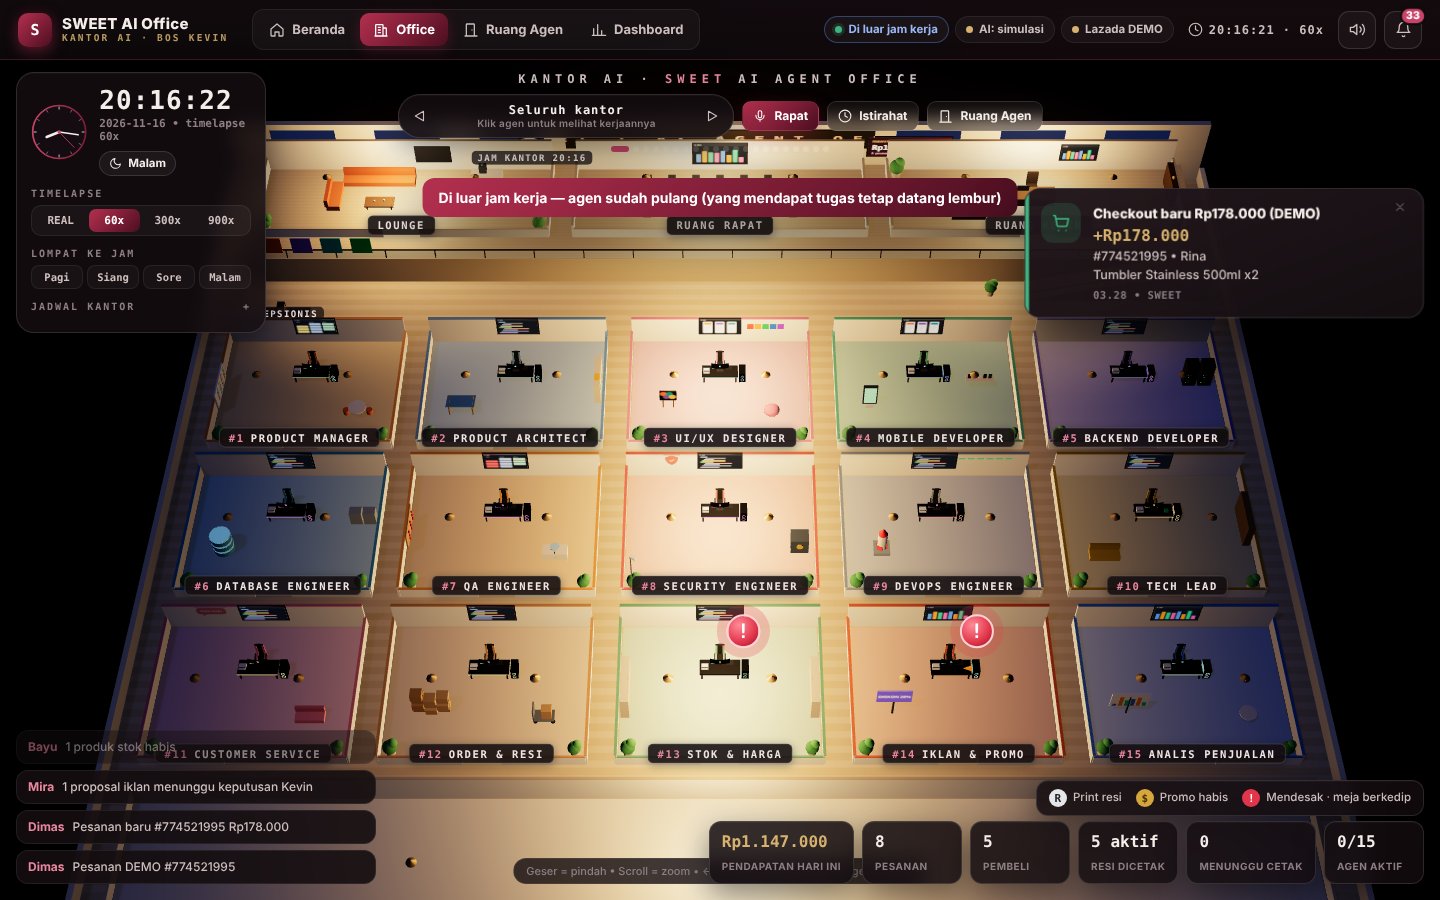 S
SWEET AI Office
KANTOR AI · BOS KEVIN
Beranda
Office
Ruang Agen
Dashboard
Di luar jam kerja
AI: simulasi
Lazada DEMO
20:16:21 · 60x
33
20:16:22
2026-11-16 • timelapse
60x
Malam
TIMELAPSE
REAL
60x
300x
900x
LOMPAT KE JAM
Pagi
Siang
Sore
Malam
JADWAL KANTOR
+
KANTOR AI · SWEET AI AGENT OFFICE
Seluruh kantor
Klik agen untuk melihat kerjaannya
Rapat
Istirahat
Ruang Agen
JAM KANTOR 20:16
Di luar jam kerja — agen sudah pulang (yang mendapat tugas tetap datang lembur)
LOUNGE
RUANG RAPAT
Checkout baru Rp178.000 (DEMO)
+Rp178.000
#774521995 • Rina
Tumbler Stainless 500ml x2
03.28 • SWEET
#1 PRODUCT MANAGER
#2 PRODUCT ARCHITECT
#3 UI/UX DESIGNER
#4 MOBILE DEVELOPER
#5 BACKEND DEVELOPER
#6 DATABASE ENGINEER
#7 QA ENGINEER
#8 SECURITY ENGINEER
#9 DEVOPS ENGINEER
#10 TECH LEAD
#11 CUSTOMER SERVICE
#12 ORDER & RESI
#13 STOK & HARGA
#14 IKLAN & PROMO
#15 ANALIS PENJUALAN
Bayu 1 produk stok habis
Mira 1 proposal iklan menunggu keputusan Kevin
Dimas Pesanan baru #774521995 Rp178.000
Dimas Pesanan DEMO #774521995
R Print resi
$ Promo habis
! Mendesak · meja berkedip
Geser = pindah • Scroll = zoom •
Rp1.147.000
PENDAPATAN HARI INI
8
PESANAN
5
PEMBELI
5 aktif
RESI DICETAK
0
MENUNGGU CETAK
0/15
AGEN AKTIF